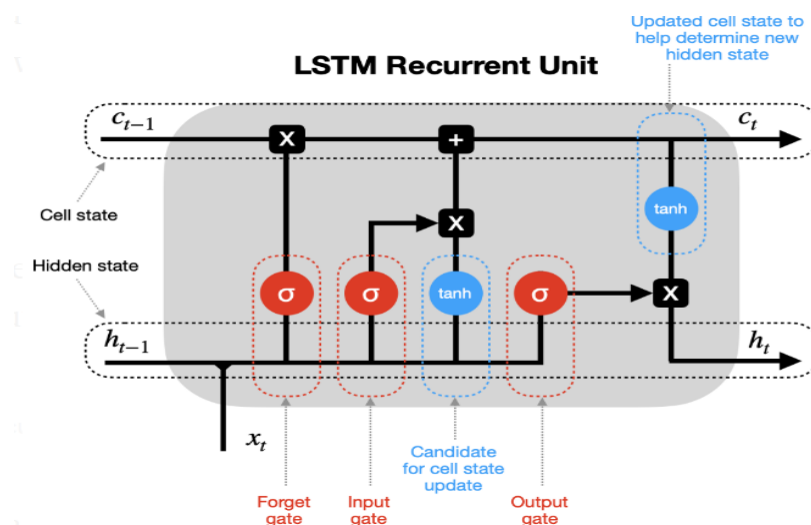 Updated cell state to
help determine new
hidden state
LSTM Recurrent Unit
c_{t−1}
c_t
X
+
tanh
Cell state
X
Hidden state
σ
σ
tanh
σ
X
h_{t−1}
h_t
x_t
Candidate
for cell state
update
Forget
gate
Input
gate
Output
gate